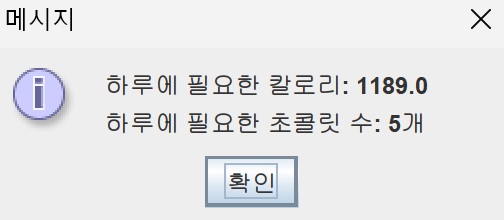 메시지
하루에 필요한 칼로리: 1189.0
하루에 필요한 초콜릿 수: 5개
확인